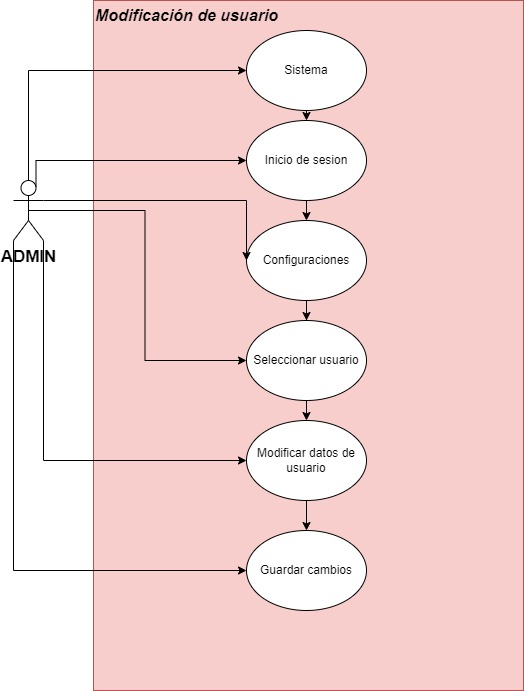 Modificación de usuario
Sistema
Inicio de sesion
ADMIN
Configuraciones
Seleccionar usuario
Modificar datos de
usuario
Guardar cambios